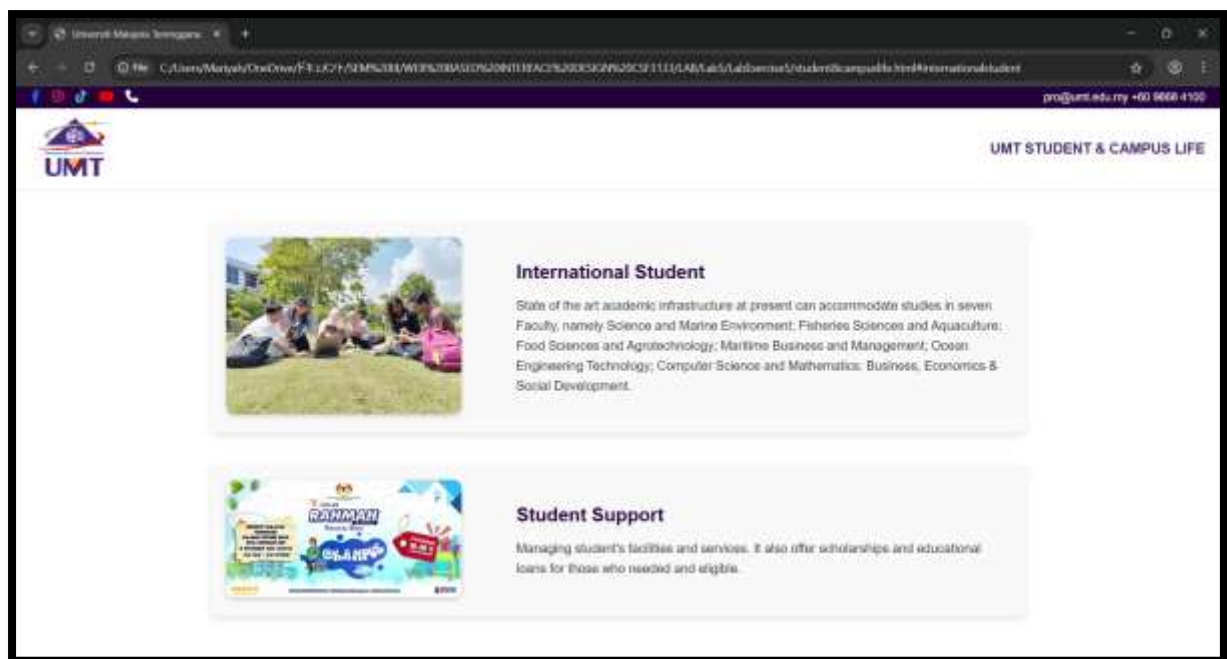 Universiti Malaysia Terengganu
File
pro@umt.edu.my +60 9668 4100
UMT
UMT STUDENT & CAMPUS LIFE
International Student
State of the art academic infrastructure at present can accommodate studies in seven
Faculty, namely Science and Marine Environment; Fisheries Sciences and Aquaculture;
Food Sciences and Agrotechnology; Maritime Business and Management; Ocean
Engineering Technology; Computer Science and Mathematics; Business, Economics &
Social Development.
RAHMAH
Student Support
Managing student's facilities and services. It also offer scholarships and educational
loans for those who needed and eligible.